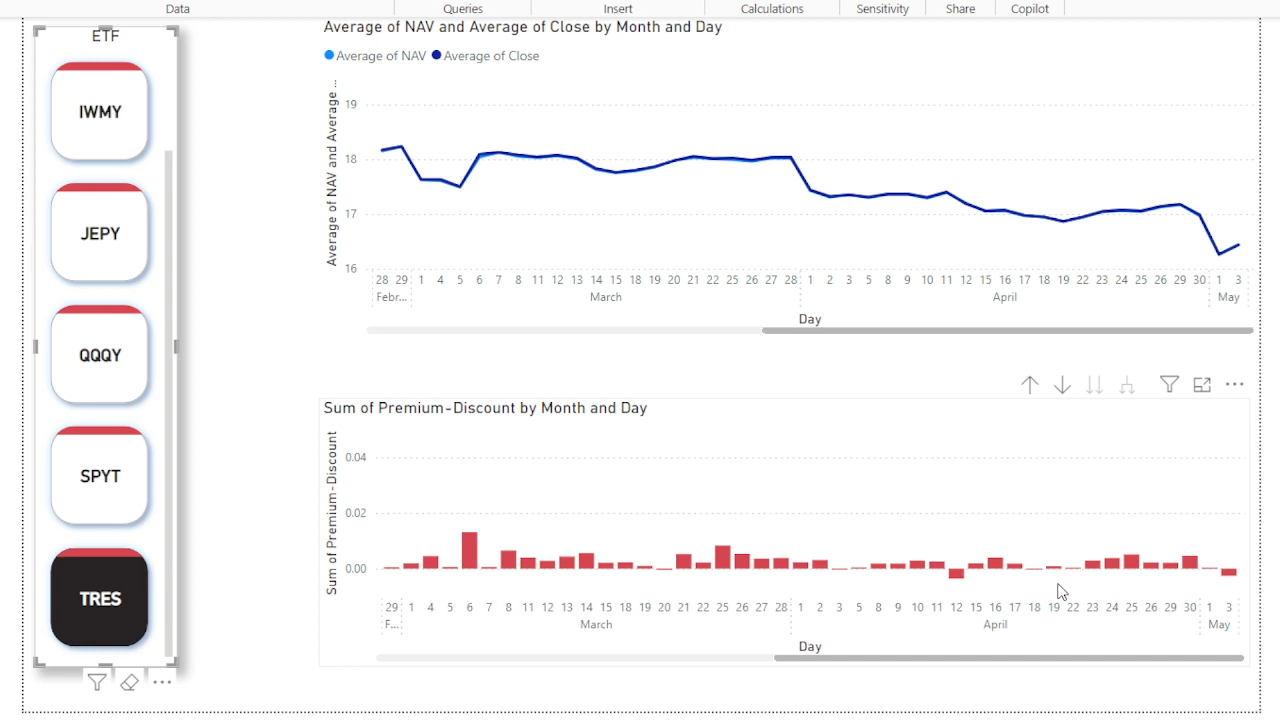 Data Queries Insert Calculations Sensitivity Share Copilot
ETF
IWMY
JEPY
QQQY
SPYT
TRES
Average of NAV and Average of Close by Month and Day
Average of NAV Average of Close
Average of NAV and Average ...
19
18
17
16
28 29 1 4 5 6 7 8 11 12 13 14 15 18 19 20 21 22 25 26 27 28 1 2 3 5 8 9 10 11 12 15 16 17 18 19 22 23 24 25 26 29 30 1 3
Febr... March April May
Day
Sum of Premium-Discount by Month and Day
Sum of Premium-Discount
0.04
0.02
0.00
29 1 4 5 6 7 8 11 12 13 14 15 18 19 20 21 22 25 26 27 28 1 2 3 5 8 9 10 11 12 15 16 17 18 19 22 23 24 25 26 29 30 1 3
F... March April May
Day